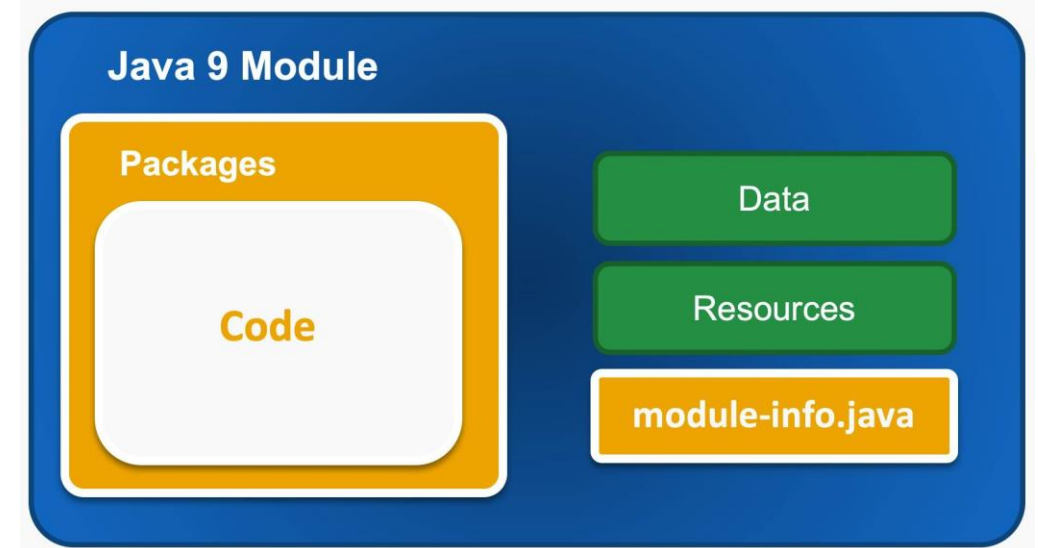 Java 9 Module
Packages
Code
Data
Resources
module-info.java